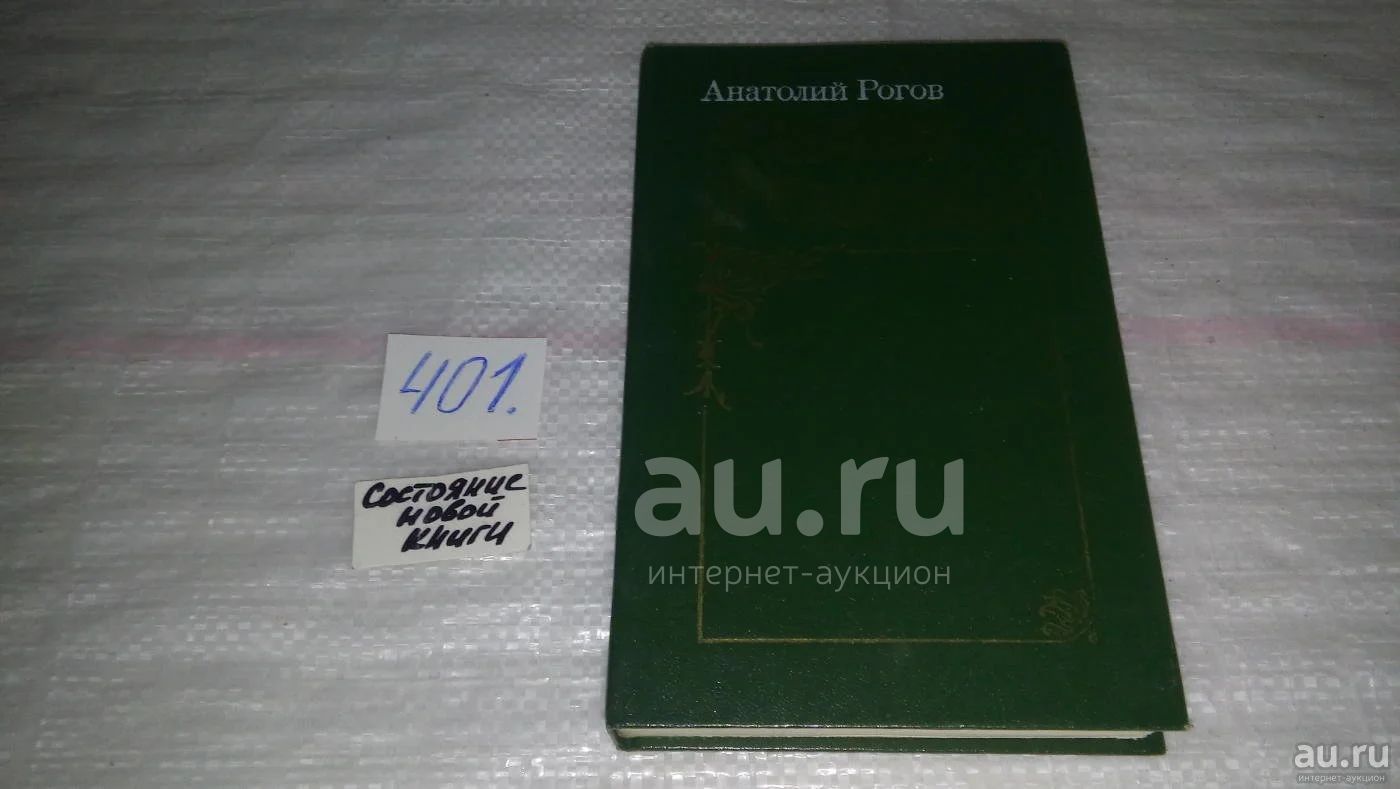 Анатолий Рогов
401.
Состояние
новой
книги
au.ru
интернет-аукцион
au.ru
интернет-аукцион